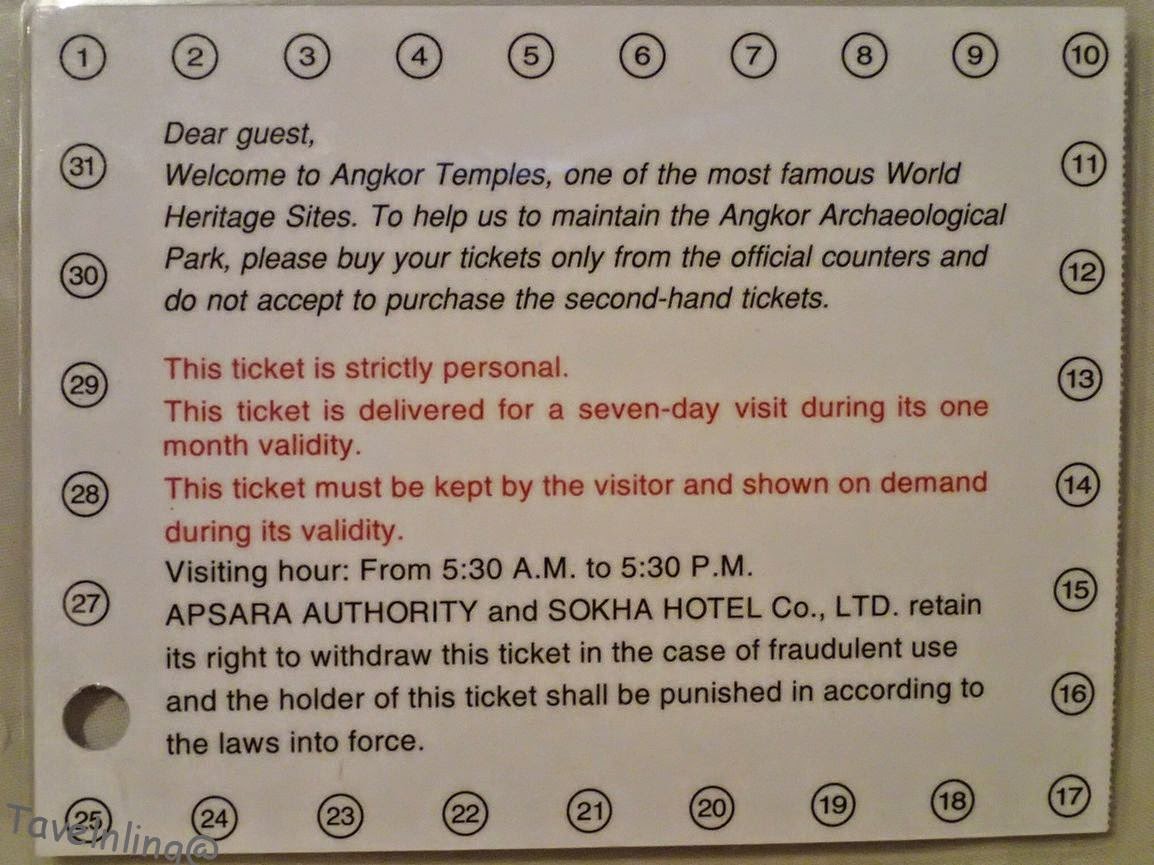 1 2 3 4 5 6 7 8 9 10
Dear guest,
31 Welcome to Angkor Temples, one of the most famous World 11
Heritage Sites. To help us to maintain the Angkor Archaeological
30 Park, please buy your tickets only from the official counters and 12
do not accept to purchase the second-hand tickets.
29 This ticket is strictly personal. 13
This ticket is delivered for a seven-day visit during its one
month validity.
28 This ticket must be kept by the visitor and shown on demand 14
during its validity.
Visiting hour: From 5:30 A.M. to 5:30 P.M.
27 APSARA AUTHORITY and SOKHA HOTEL Co., LTD. retain 15
its right to withdraw this ticket in the case of fraudulent use
and the holder of this ticket shall be punished in according to 16
the laws into force.
25 24 23 22 21 20 19 18 17